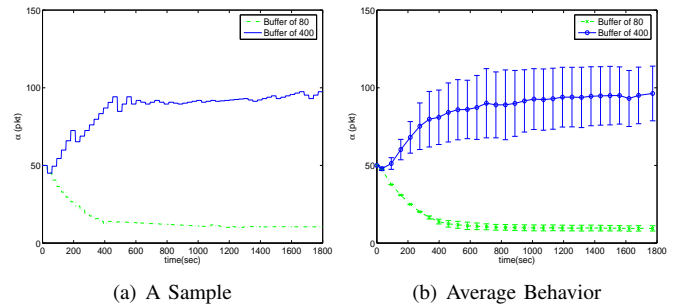 150
100
50
0
α (pkt)
Buffer of 80
Buffer of 400
0 200 400 600 800 1000 1200 1400 1600 1800
time(sec)
(a) A Sample
150
100
50
0
α (pkt)
Buffer of 80
Buffer of 400
0 200 400 600 800 1000 1200 1400 1600 1800
time(sec)
(b) Average Behavior